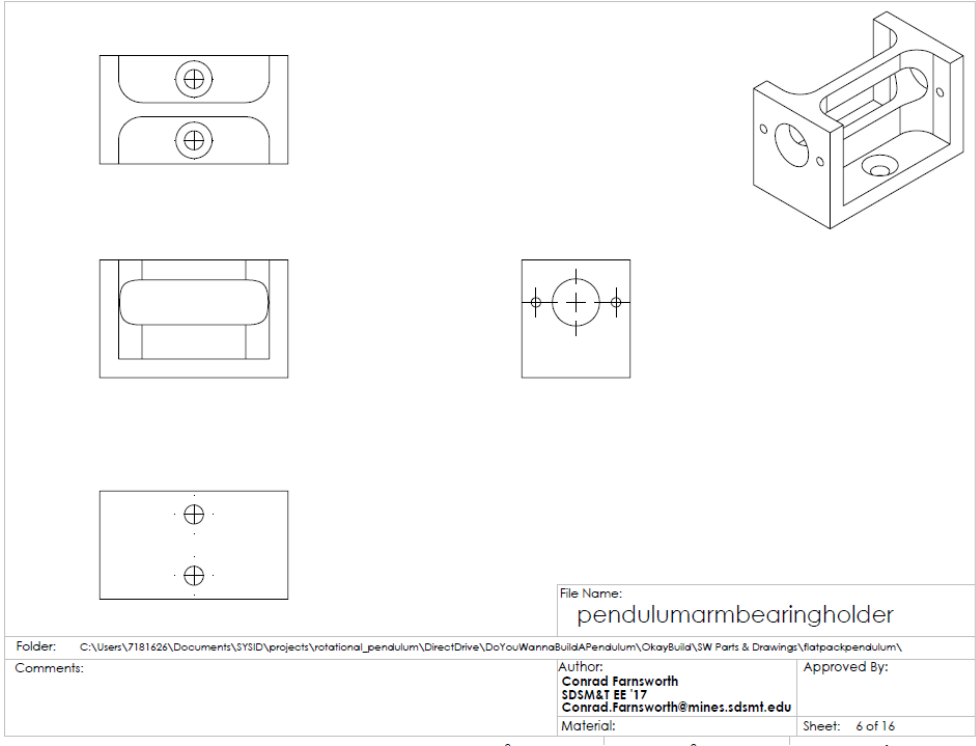 File Name:
pendulumarmbearingholder
Folder: C:\Users\7181626\Documents\SYSID\projects\rotational_pendulum\DirectDrive\DoYouWannaBuildAPendulum\OkayBuild\SW Parts & Drawings\flatpackpendulum\
Comments:
Author:
Conrad Farnsworth
SDSM&T EE '17
Conrad.Farnsworth@mines.sdsmt.edu
Approved By:
Material:
Sheet: 6 of 16